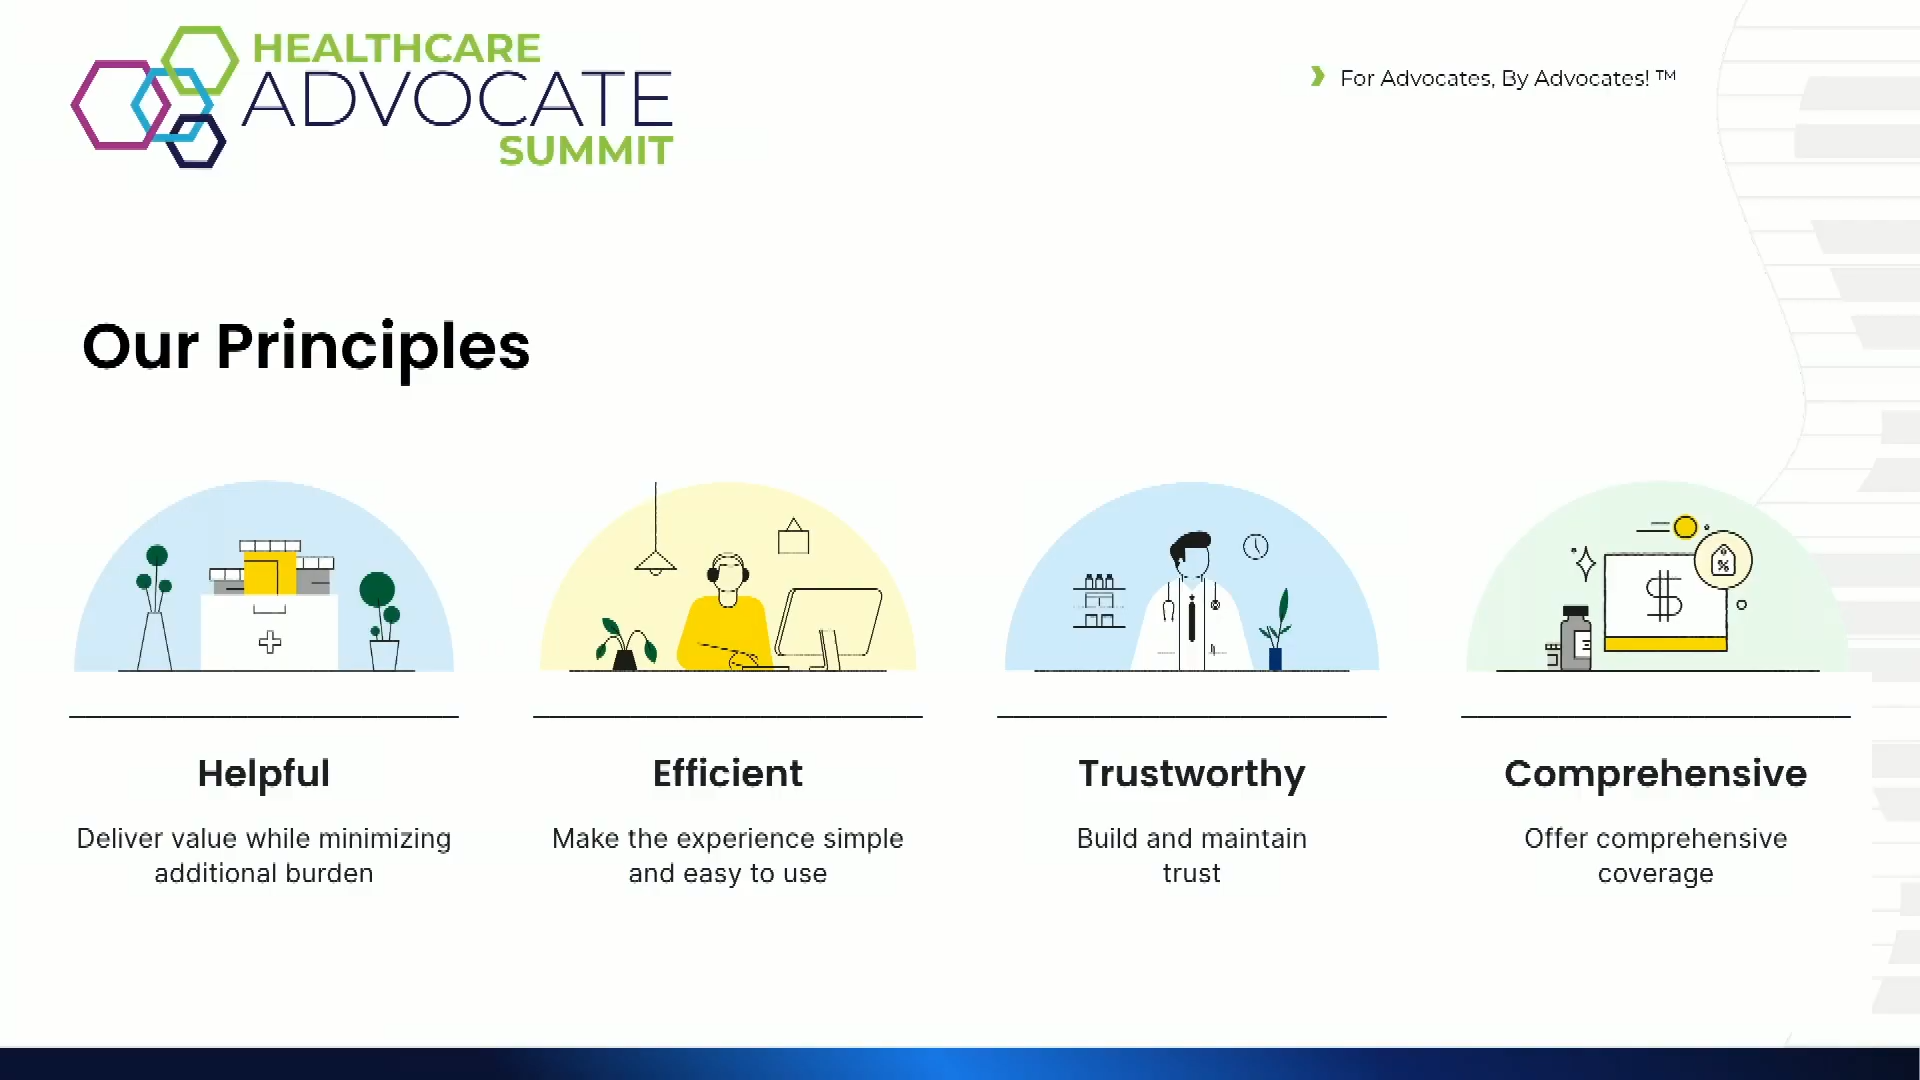 HEALTHCARE
ADVOCATE
SUMMIT
For Advocates, By Advocates! ™
Our Principles
$
%
Helpful
Deliver value while minimizing
additional burden
Efficient
Make the experience simple
and easy to use
Trustworthy
Build and maintain
trust
Comprehensive
Offer comprehensive
coverage